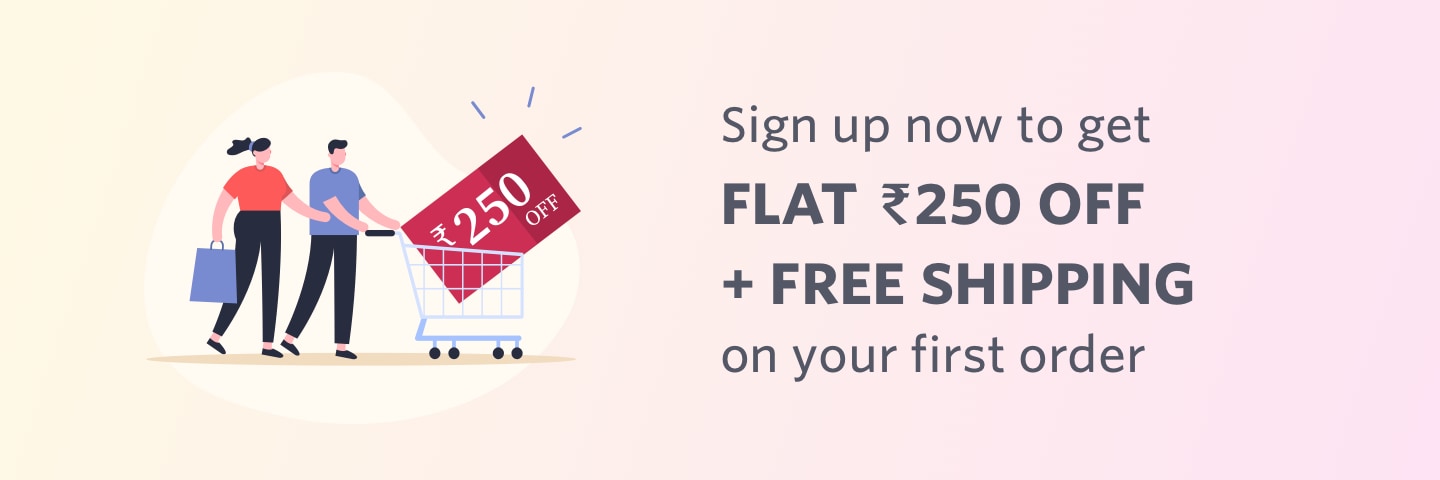 ₹250
OFF
Sign up now to get
FLAT ₹250 OFF
+ FREE SHIPPING
on your first order